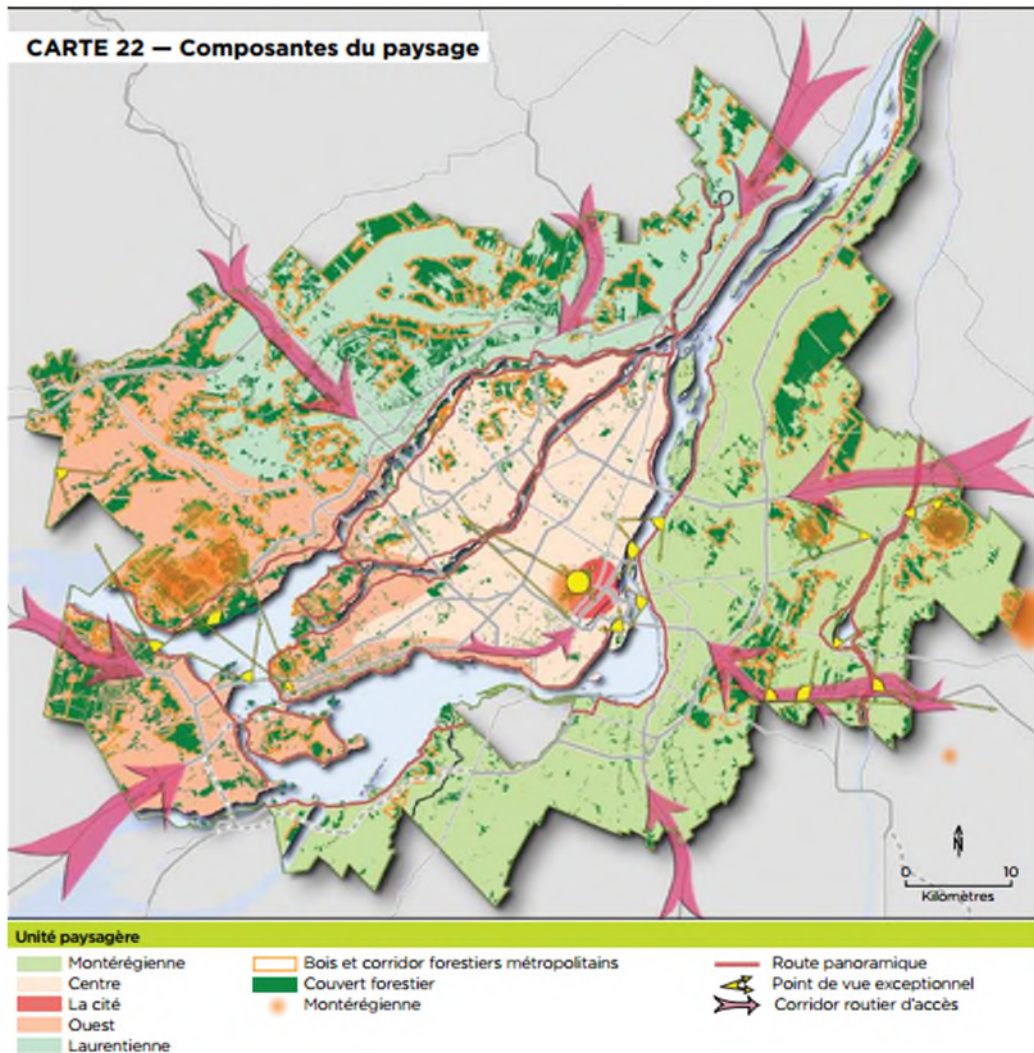 CARTE 22 — Composantes du paysage
N
0 10
Kilomètres
Unité paysagère
Montérégienne
Centre
La cité
Ouest
Laurentienne
Bois et corridor forestiers métropolitains
Couvert forestier
Montérégienne
Route panoramique
Point de vue exceptionnel
Corridor routier d'accès